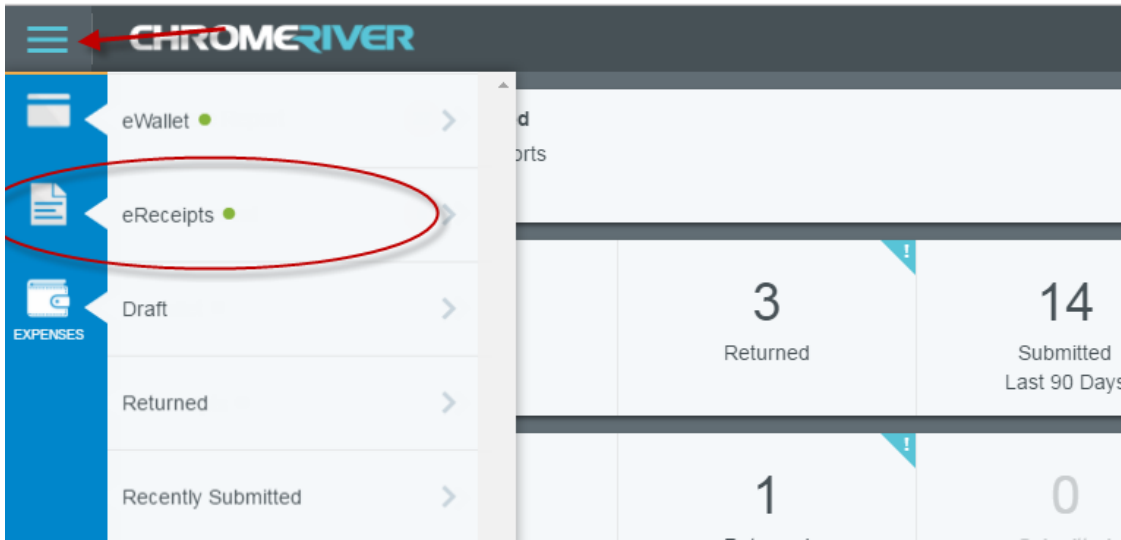 CHROMERIVER
eWallet
eReceipts
Draft
Returned
Recently Submitted
EXPENSES
d
orts
!
3
Returned
14
Submitted
Last 90 Days
!
1
0